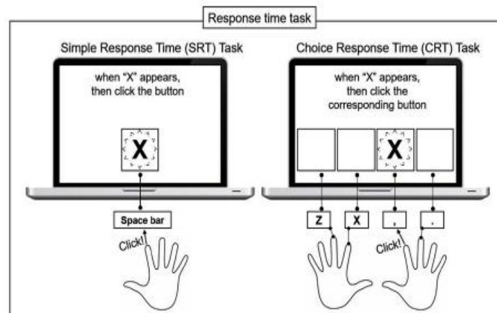 Response time task
Simple Response Time (SRT) Task
when “X” appears,
then click the button
X
Space bar
Click!
Choice Response Time (CRT) Task
when “X” appears,
then click the
corresponding button
X
Z X , .
Click!